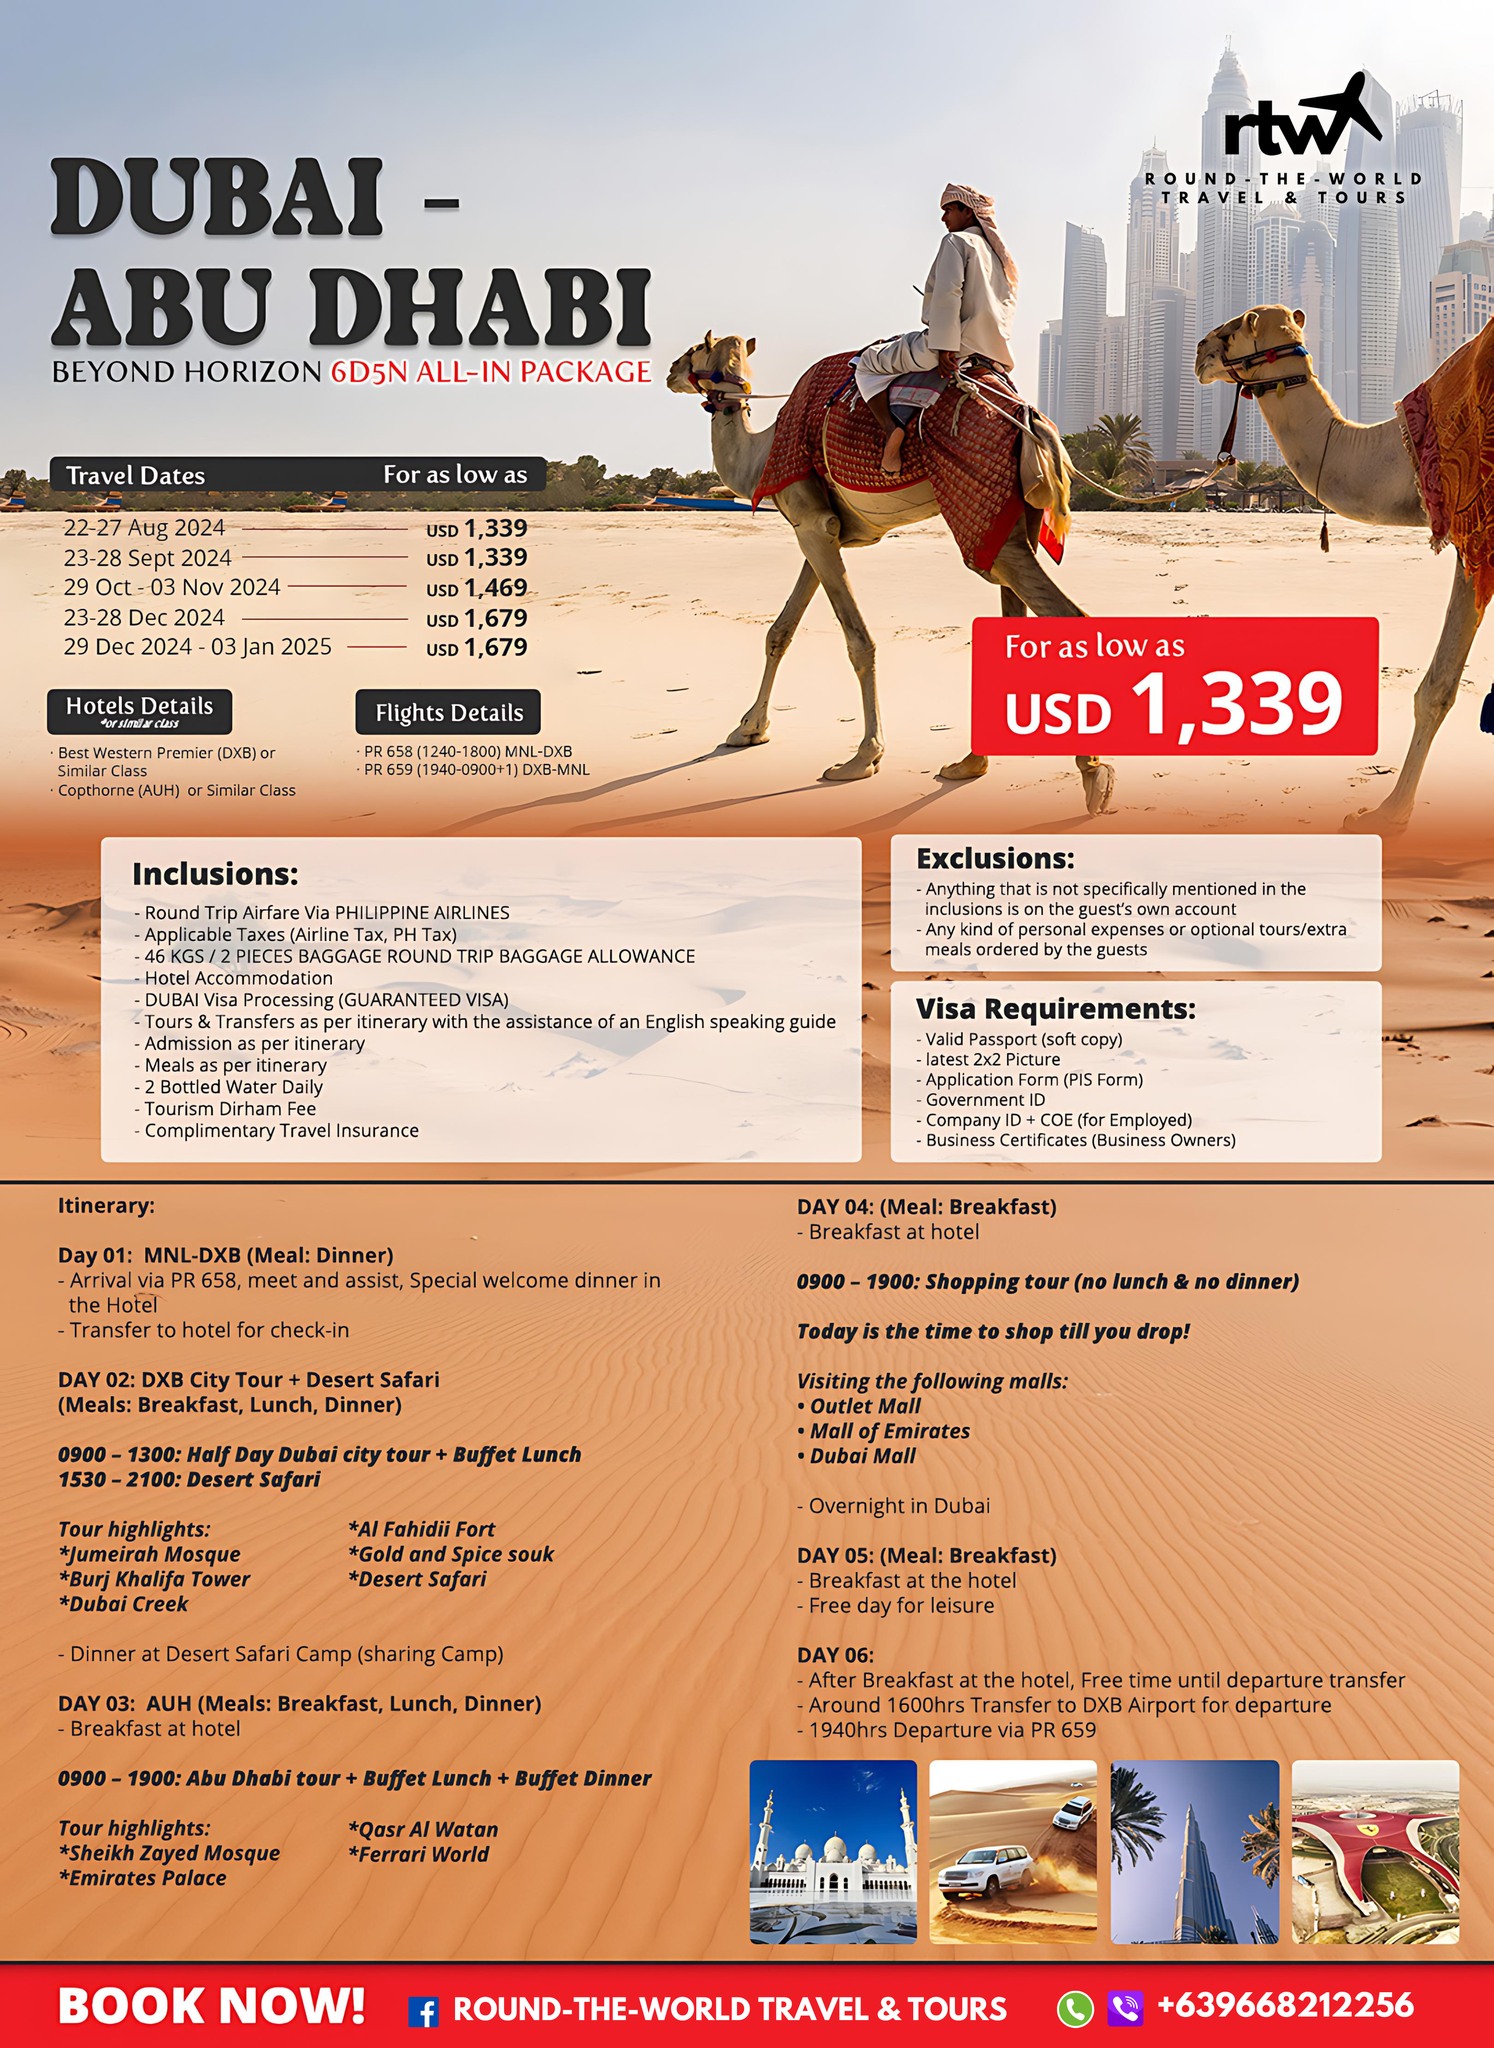 rtw
ROUND-THE-WORLD
TRAVEL & TOURS
DUBAI -
ABU DHABI
BEYOND HORIZON 6D5N ALL-IN PACKAGE
Travel Dates For as low as
22-27 Aug 2024 USD 1,339
23-28 Sept 2024 USD 1,339
29 Oct - 03 Nov 2024 USD 1,469
23-28 Dec 2024 USD 1,679
29 Dec 2024 - 03 Jan 2025 USD 1,679
For as low as
USD 1,339
Hotels Details
*or similar class
· Best Western Premier (DXB) or
Similar Class
· Copthorne (AUH) or Similar Class
Flights Details
· PR 658 (1240-1800) MNL-DXB
· PR 659 (1940-0900+1) DXB-MNL
Inclusions:
- Round Trip Airfare Via PHILIPPINE AIRLINES
- Applicable Taxes (Airline Tax, PH Tax)
- 46 KGS / 2 PIECES BAGGAGE ROUND TRIP BAGGAGE ALLOWANCE
- Hotel Accommodation
- DUBAI Visa Processing (GUARANTEED VISA)
- Tours & Transfers as per itinerary with the assistance of an English speaking guide
- Admission as per itinerary
- Meals as per itinerary
- 2 Bottled Water Daily
- Tourism Dirham Fee
- Complimentary Travel Insurance
Exclusions:
- Anything that is not specifically mentioned in the
inclusions is on the guest's own account
- Any kind of personal expenses or optional tours/extra
meals ordered by the guests
Visa Requirements:
- Valid Passport (soft copy)
- latest 2x2 Picture
- Application Form (PIS Form)
- Government ID
- Company ID + COE (for Employed)
- Business Certificates (Business Owners)
Itinerary:
Day 01: MNL-DXB (Meal: Dinner)
- Arrival via PR 658, meet and assist, Special welcome dinner in
the Hotel
- Transfer to hotel for check-in
DAY 02: DXB City Tour + Desert Safari
(Meals: Breakfast, Lunch, Dinner)
0900 – 1300: Half Day Dubai city tour + Buffet Lunch
1530 – 2100: Desert Safari
Tour highlights:
*Jumeirah Mosque
*Burj Khalifa Tower
*Dubai Creek
*Al Fahidii Fort
*Gold and Spice souk
*Desert Safari
- Dinner at Desert Safari Camp (sharing Camp)
DAY 03: AUH (Meals: Breakfast, Lunch, Dinner)
- Breakfast at hotel
0900 – 1900: Abu Dhabi tour + Buffet Lunch + Buffet Dinner
Tour highlights:
*Sheikh Zayed Mosque
*Emirates Palace
*Qasr Al Watan
*Ferrari World
DAY 04: (Meal: Breakfast)
- Breakfast at hotel
0900 – 1900: Shopping tour (no lunch & no dinner)
Today is the time to shop till you drop!
Visiting the following malls:
• Outlet Mall
• Mall of Emirates
• Dubai Mall
- Overnight in Dubai
DAY 05: (Meal: Breakfast)
- Breakfast at the hotel
- Free day for leisure
DAY 06:
- After Breakfast at the hotel, Free time until departure transfer
- Around 1600hrs Transfer to DXB Airport for departure
- 1940hrs Departure via PR 659
BOOK NOW! ROUND-THE-WORLD TRAVEL & TOURS +639668212256